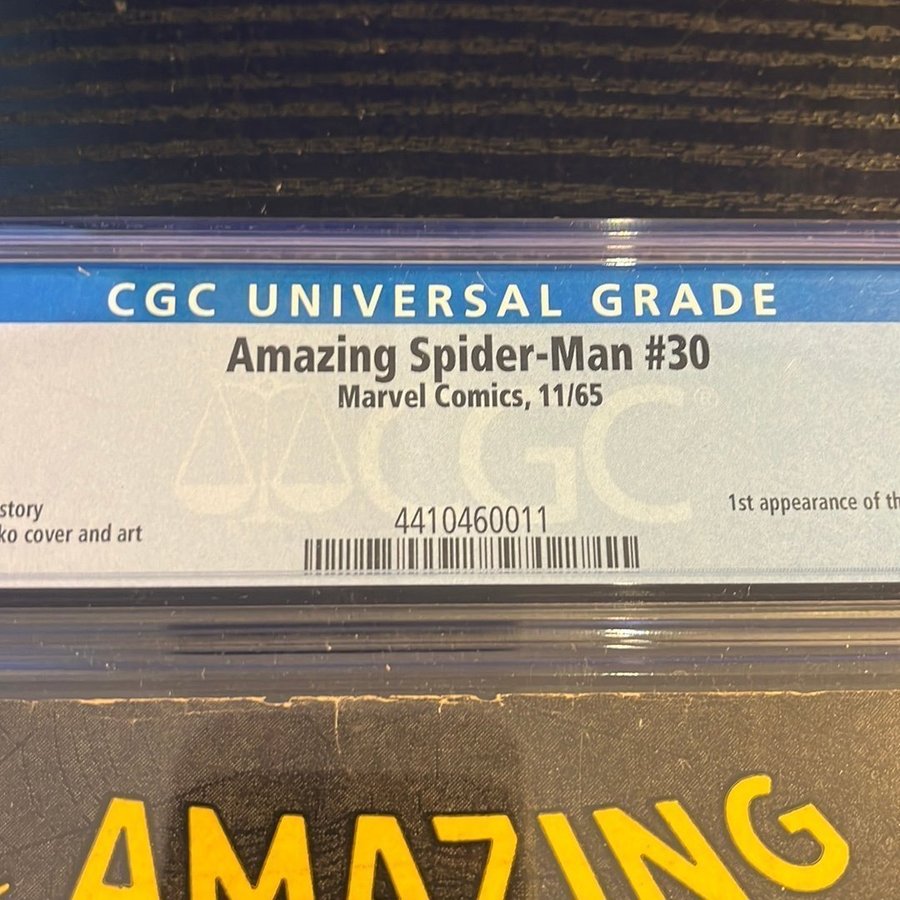 CGC UNIVERSAL GRADE
Amazing Spider-Man #30
Marvel Comics, 11/65
CGC®
story
cover and art
4410460011
1st appearance of
AMAZING